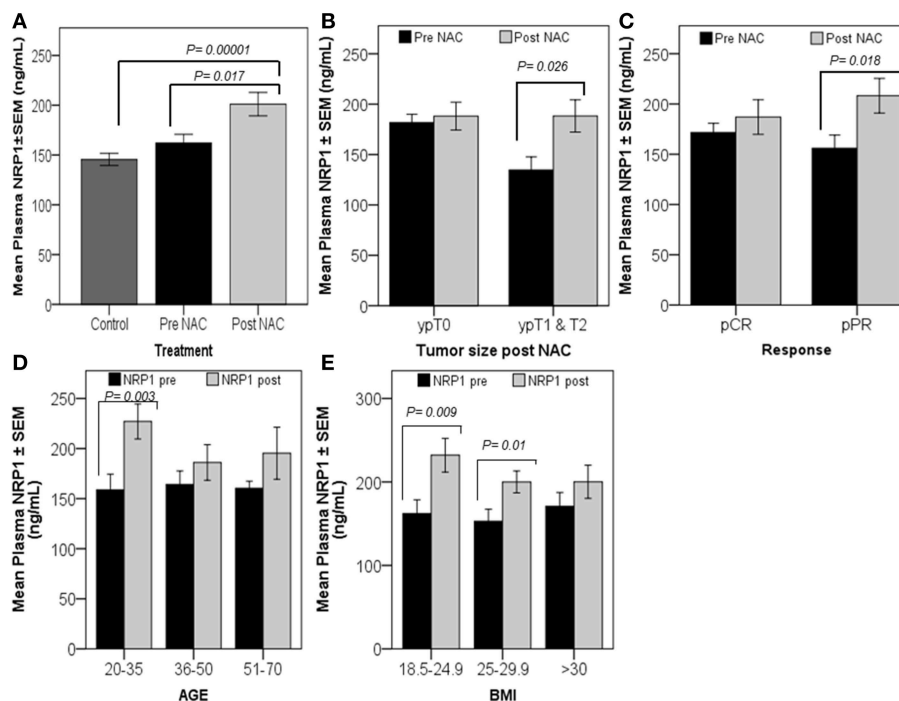 A
Mean Plasma NRP1±SEM (ng/mL)
250
200
150
100
50
0
P= 0.00001
P= 0.017
Control Pre NAC Post NAC
Treatment
B
Mean Plasma NRP1 ± SEM (ng/mL)
250
200
150
100
50
0
Pre NAC Post NAC
P= 0.026
ypT0 ypT1 & T2
Tumor size post NAC
C
Mean Plasma NRP1 ± SEM (ng/mL)
250
200
150
100
50
0
Pre NAC Post NAC
P= 0.018
pCR pPR
Response
D
Mean Plasma NRP1 ± SEM
(ng/mL)
250
200
150
100
50
0
NRP1 pre NRP1 post
P= 0.003
20-35 36-50 51-70
AGE
E
Mean Plasma NRP1 ± SEM
(ng/mL)
300
200
100
0
NRP1 pre NRP1 post
P= 0.009
P= 0.01
18.5-24.9 25-29.9 >30
BMI